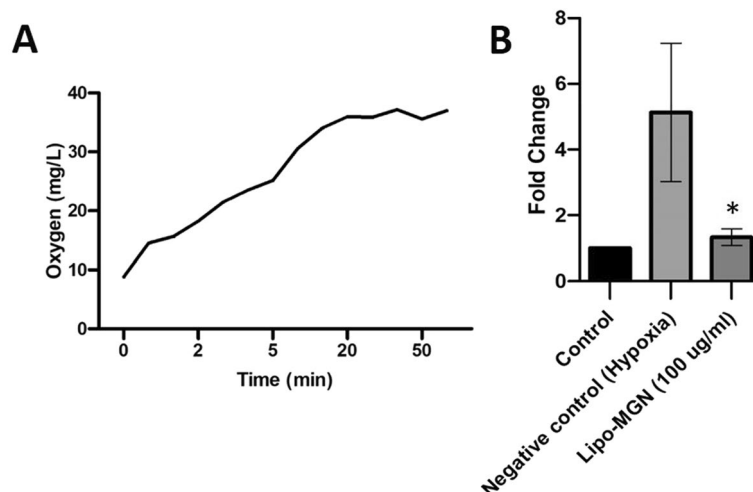 A
Oxygen (mg/L)
40
30
20
10
0
0 2 5 20 50
Time (min)
B
Fold Change
8
6
4
2
0
*
Control
Negative control (Hypoxia)
Lipo-MGN (100 ug/ml)